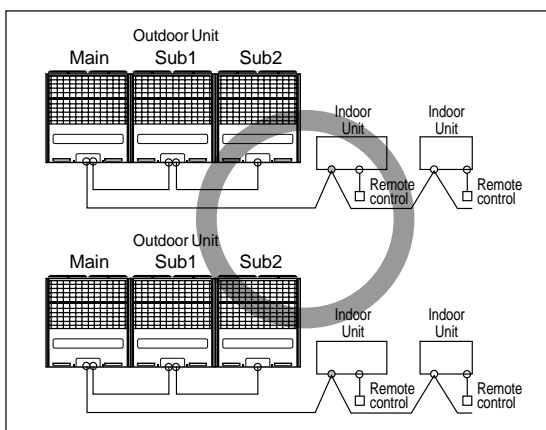 Outdoor Unit
Main Sub1 Sub2
Indoor
Unit
Indoor
Unit
Remote
control
Remote
control
Outdoor Unit
Main Sub1 Sub2
Indoor
Unit
Indoor
Unit
Remote
control
Remote
control